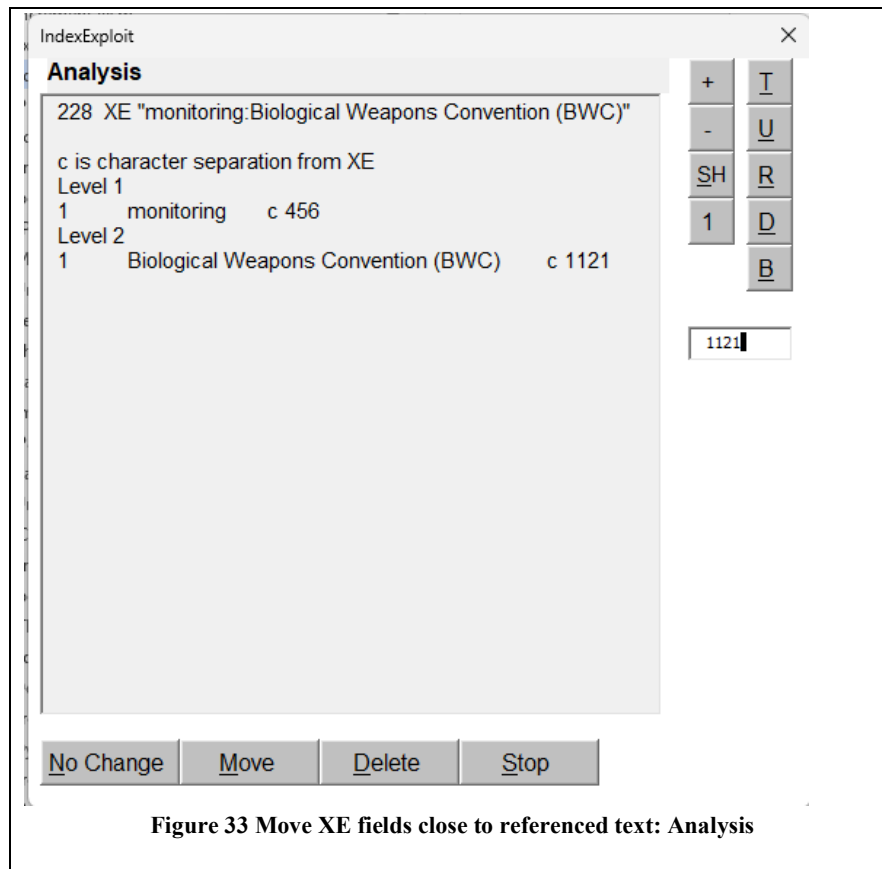 IndexExploit
Analysis
228 XE "monitoring:Biological Weapons Convention (BWC)"
c is character separation from XE
Level 1
1 monitoring c 456
Level 2
1 Biological Weapons Convention (BWC) c 1121
+ T
- U
SH R
1 D
B
1121
No Change Move Delete Stop
Figure 33 Move XE fields close to referenced text: Analysis